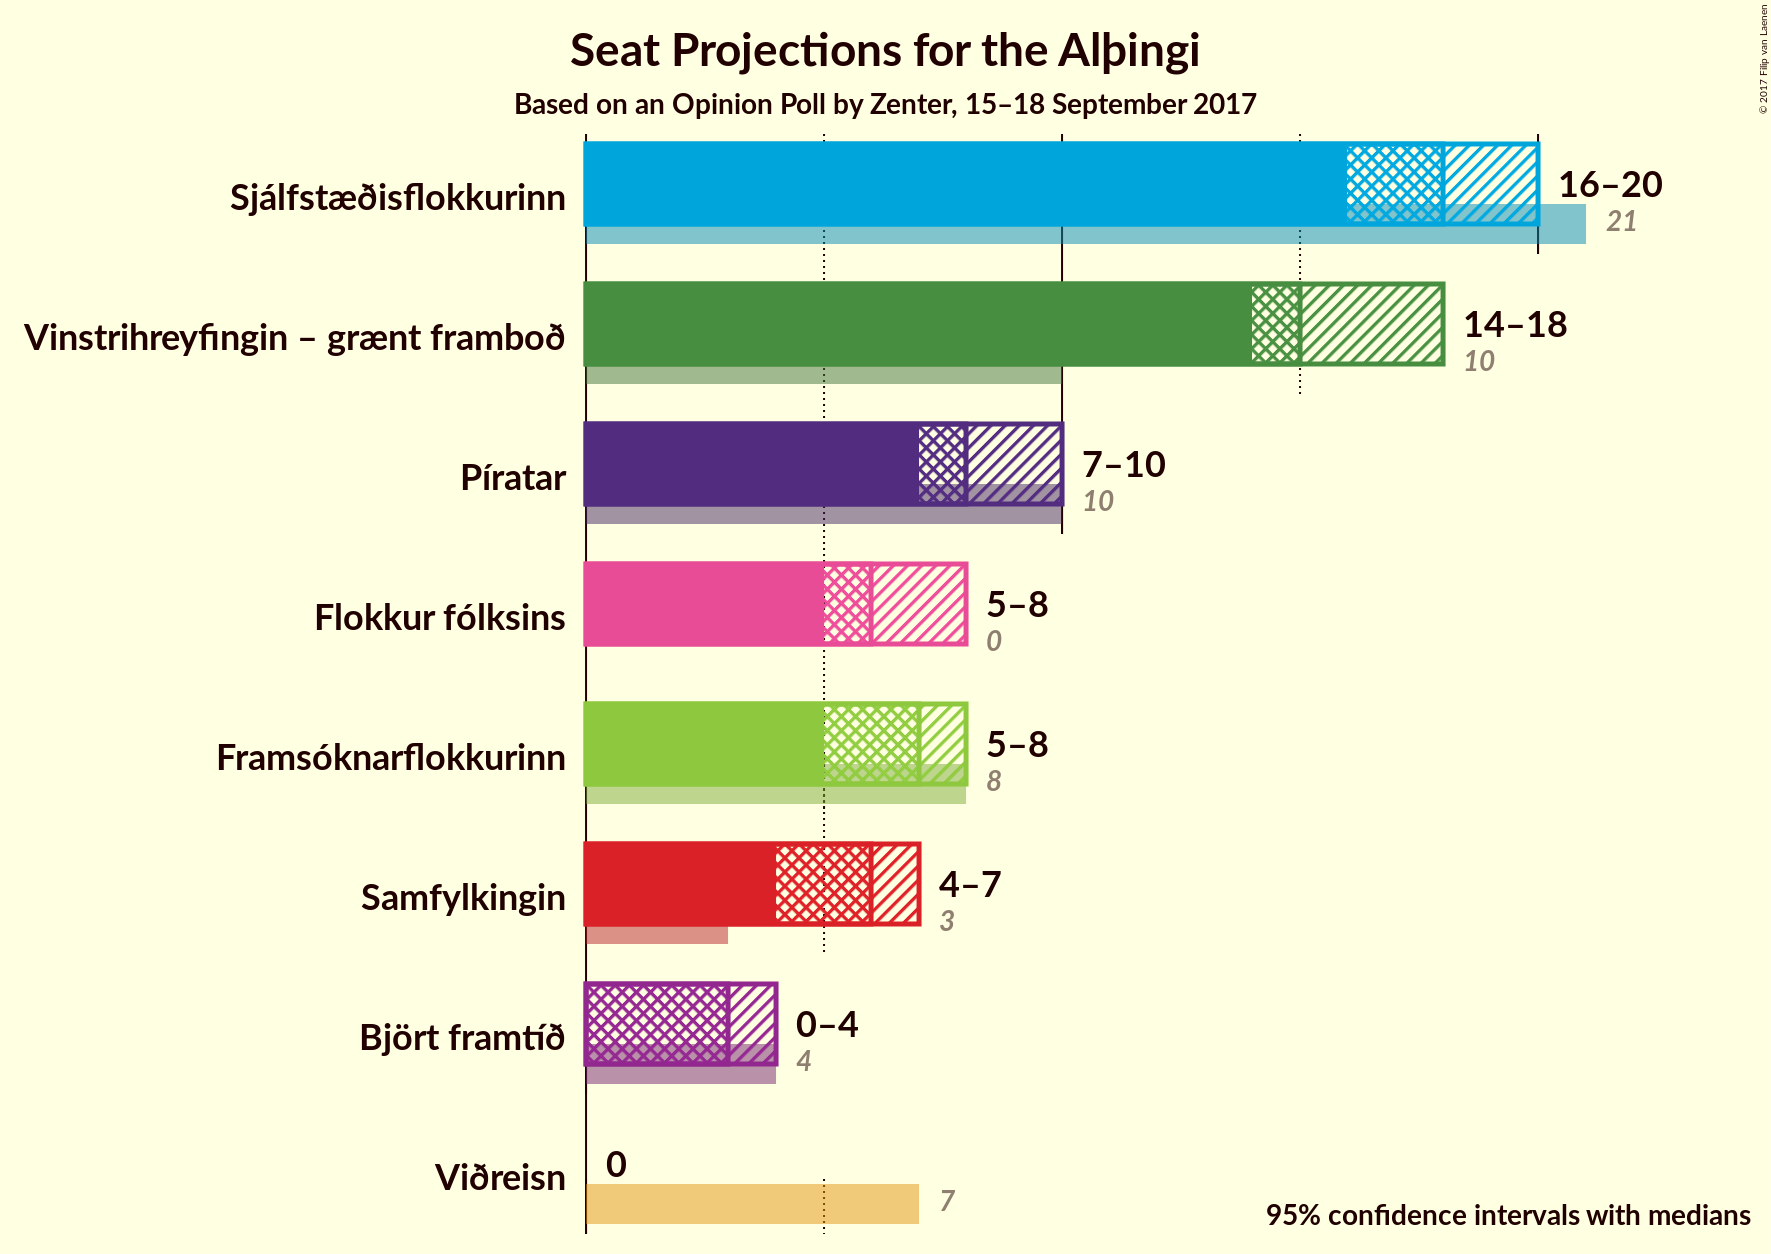 Seat Projections for the Alþingi
Based on an Opinion Poll by Zenter, 15–18 September 2017
© 2017 Filip van Laenen
Sjálfstæðisflokkurinn
16–20
21
Vinstrihreyfingin – grænt framboð
14–18
10
Píratar
7–10
10
Flokkur fólksins
5–8
0
Framsóknarflokkurinn
5–8
8
Samfylkingin
4–7
3
Björt framtíð
0–4
4
Viðreisn
0
7
95% confidence intervals with medians